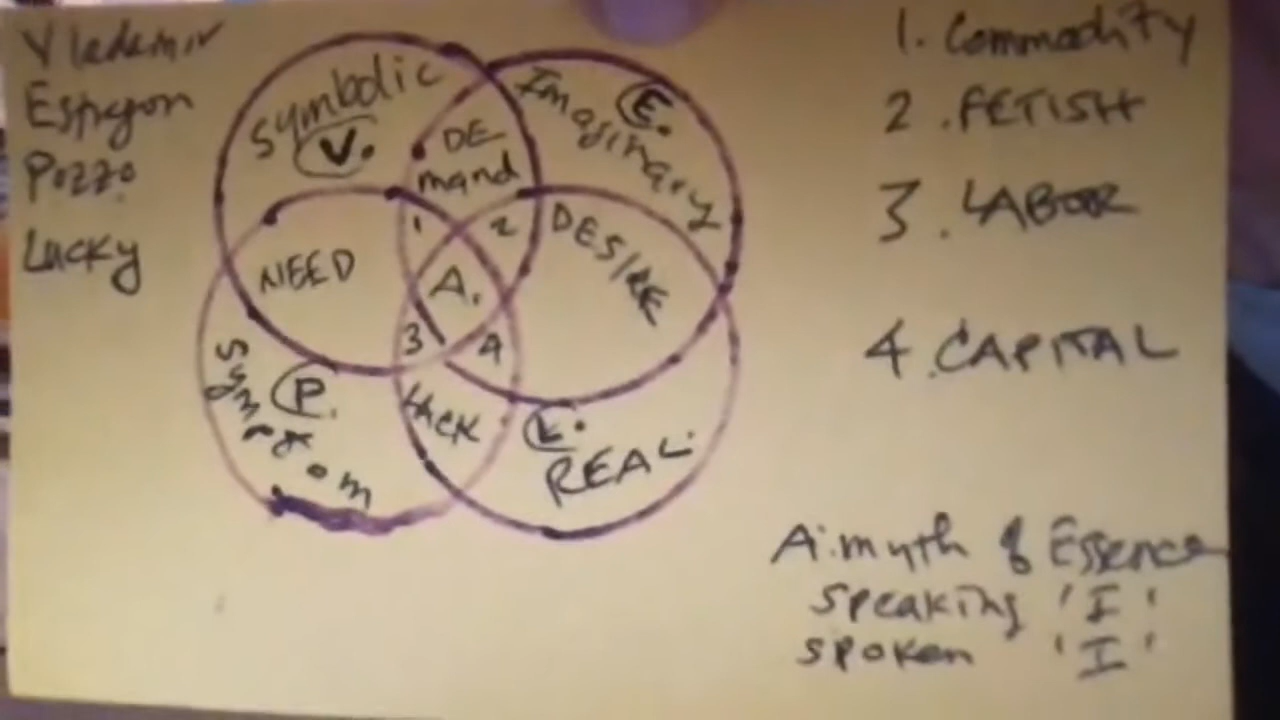 Vlademir
Estragon
Pozzo
Lucky
Symbolic
V.
Imaginary
E.
DE
mand
1
2
NEED
DESIRE
A.
3
4
Symptom
P.
LACK
L.
REAL
1. Commodity
2. FETISH
3. LABOR
4. CAPITAL
A: myth of Essence
speaking 'I'
spoken 'I'